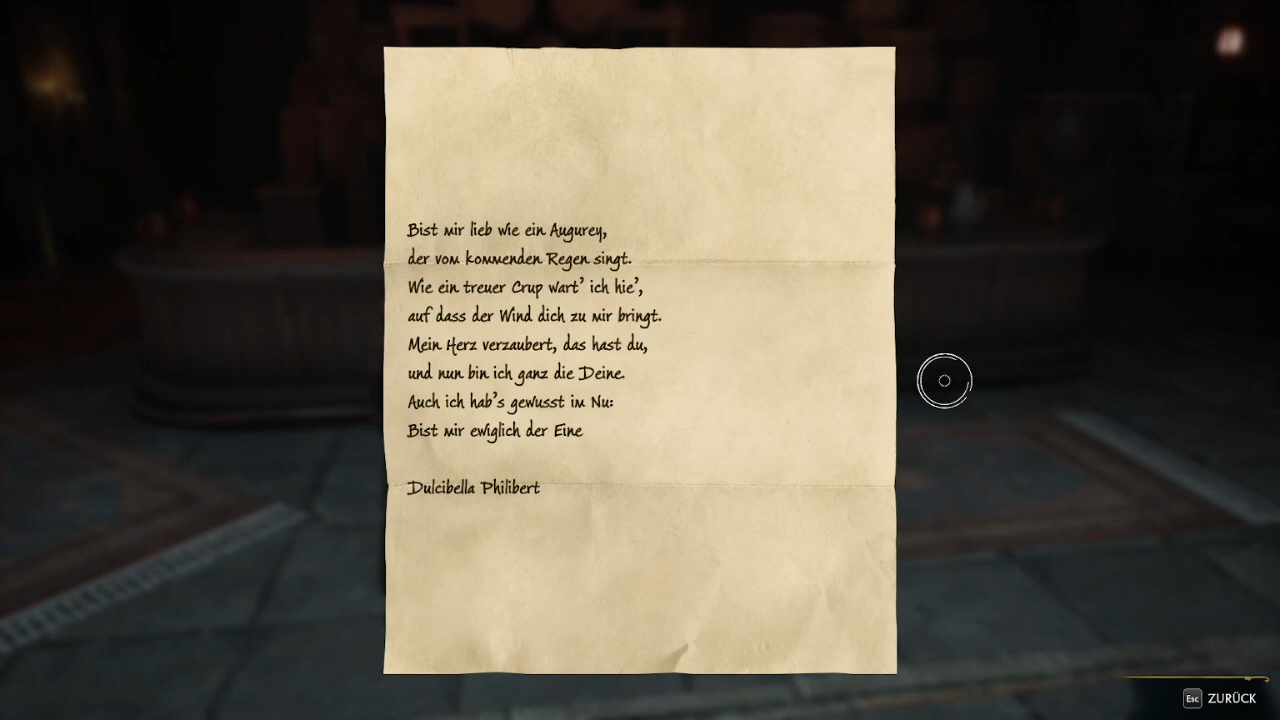 Bist mir lieb wie ein Augurey,
der vom kommenden Regen singt.
Wie ein treuer Crup wart' ich hie',
auf dass der Wind dich zu mir bringt.
Mein Herz verzaubert, das hast du,
und nun bin ich ganz die Deine.
Auch ich hab's gewusst im Nu:
Bist mir ewiglich der Eine
Dulcibella Philibert
Esc ZURÜCK